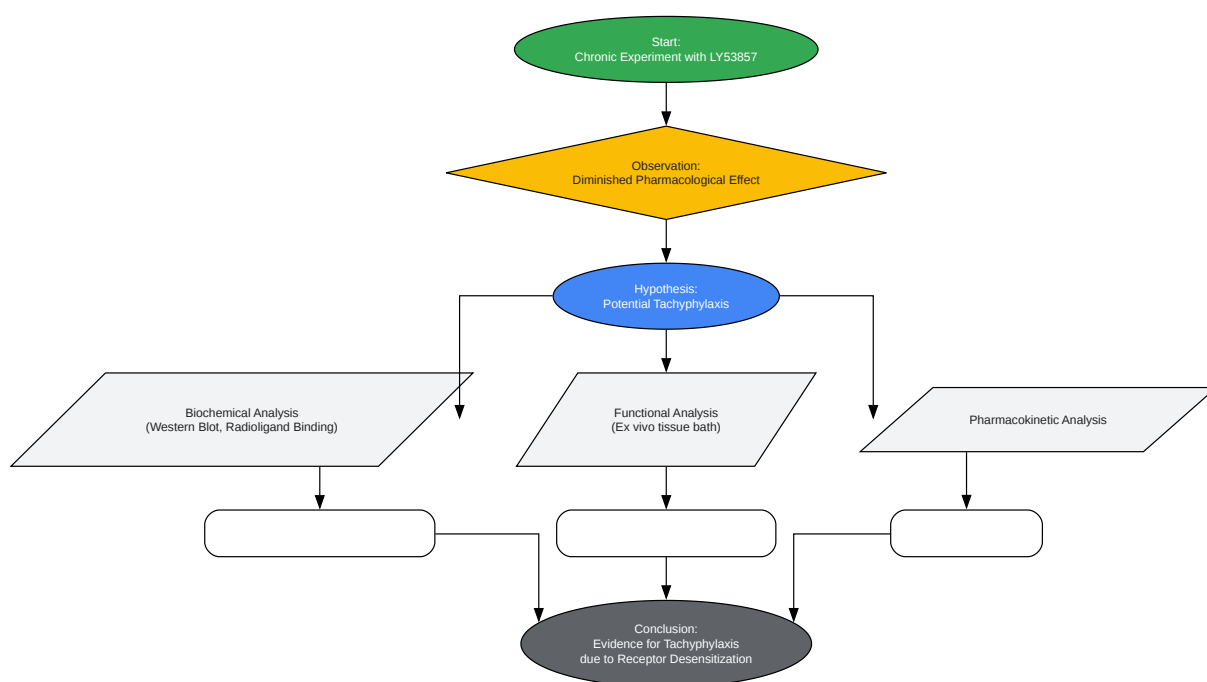 Start:
Chronic Experiment with LY53857
Observation:
Diminished Pharmacological Effect
Hypothesis:
Potential Tachyphylaxis
Biochemical Analysis
(Western Blot, Radioligand Binding)
Functional Analysis
(Ex vivo tissue bath)
Pharmacokinetic Analysis
Conclusion:
Evidence for Tachyphylaxis
due to Receptor Desensitization